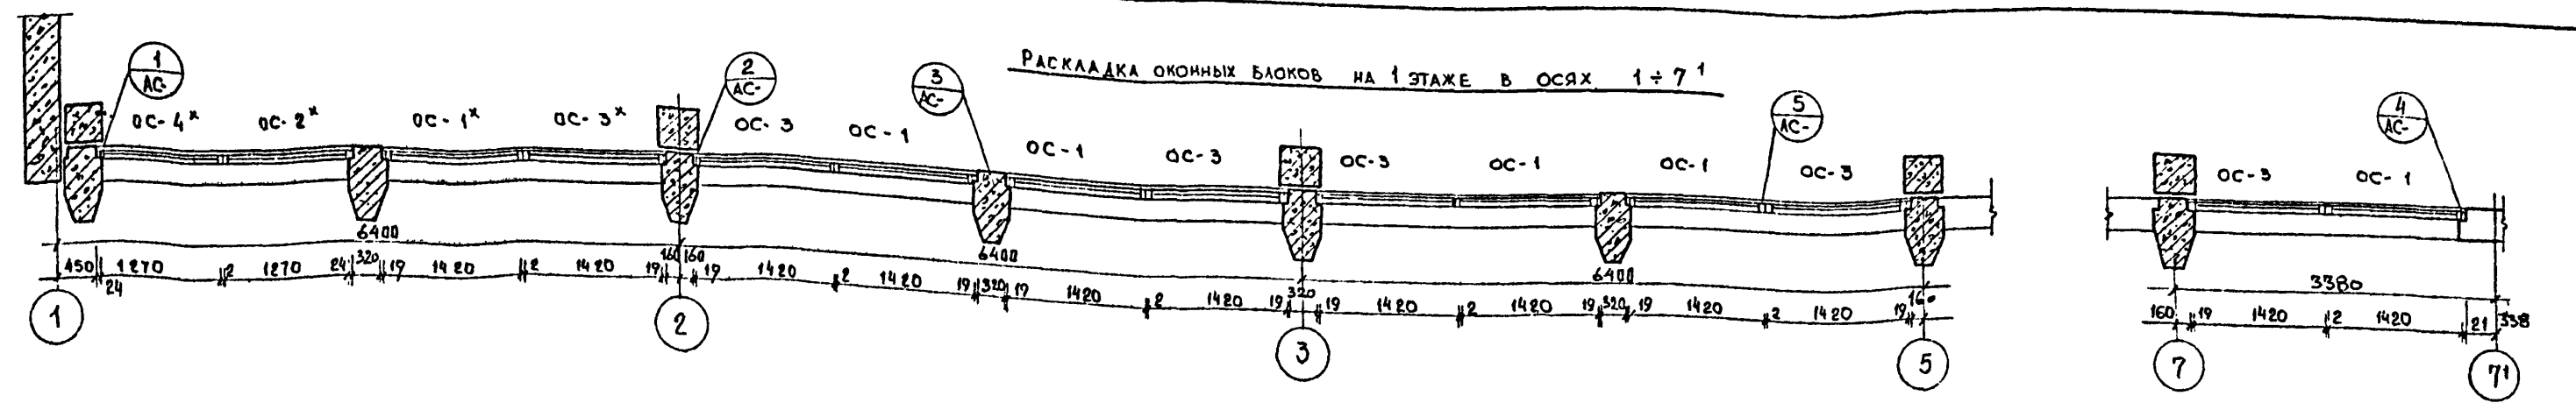 РАСКЛАДКА ОКОННЫХ БЛОКОВ НА 1 ЭТАЖЕ В ОСЯХ 1÷7¹
1 АС-
2 АС-
3 АС-
5 АС-
4 АС-
ОС-4ˣ ОС-2ˣ ОС-1ˣ ОС-3ˣ ОС-3 ОС-1 ОС-1 ОС-3 ОС-3 ОС-1 ОС-1 ОС-3 ОС-3 ОС-1
6400 6400 6400 3380
450 24 1270 2 1270 24 320 19 1420 2 1420 19 160 160 19 1420 2 1420 19 320 19 1420 2 1420 19 320 19 1420 2 1420 19 320 19 1420 2 1420 19 160
160 19 1420 2 1420 21 338
1 2 3 5 7 7¹